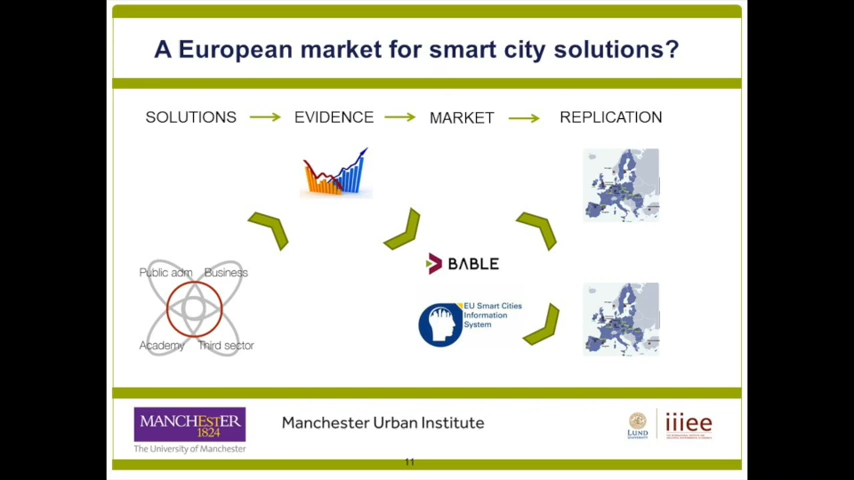 A European market for smart city solutions?
SOLUTIONS
EVIDENCE
MARKET
REPLICATION
BABLE
Public adm
Business
EU Smart Cities
Information
System
Academy
Third sector
MANCHESTER
1824
The University of Manchester
Manchester Urban Institute
LUND
UNIVERSITY
iiiee
11